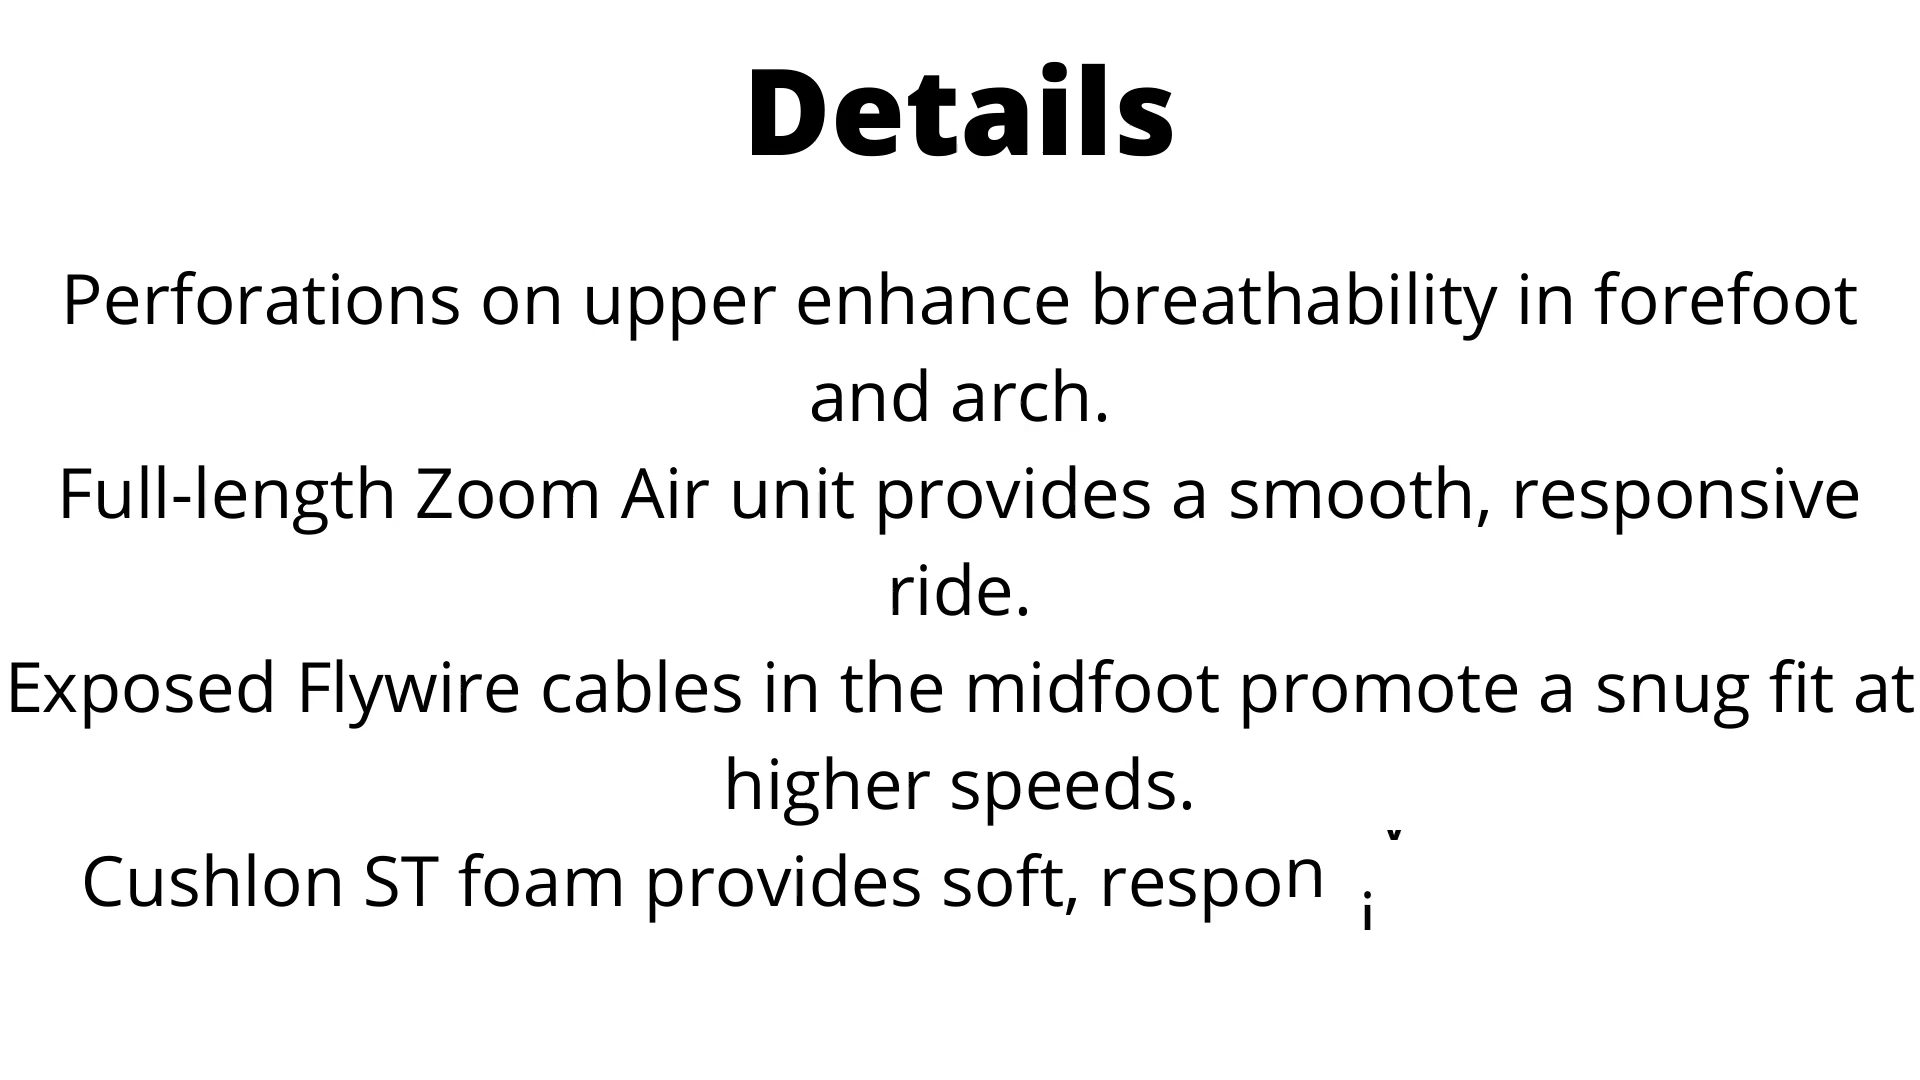 Details
Perforations on upper enhance breathability in forefoot
and arch.
Full-length Zoom Air unit provides a smooth, responsive
ride.
Exposed Flywire cables in the midfoot promote a snug fit at
higher speeds.
Cushlon ST foam provides soft, respon